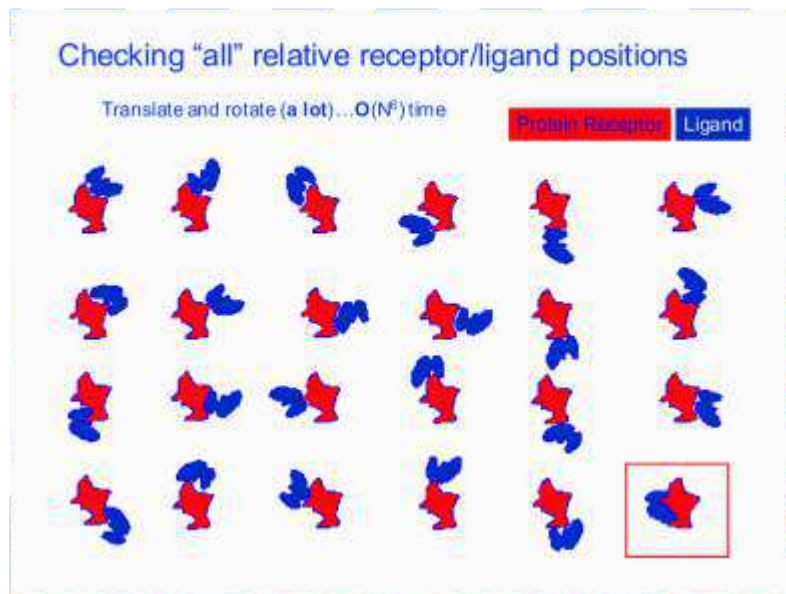 Checking “all” relative receptor/ligand positions
Translate and rotate (a lot)…O(N⁶) time
Protein Receptor
Ligand